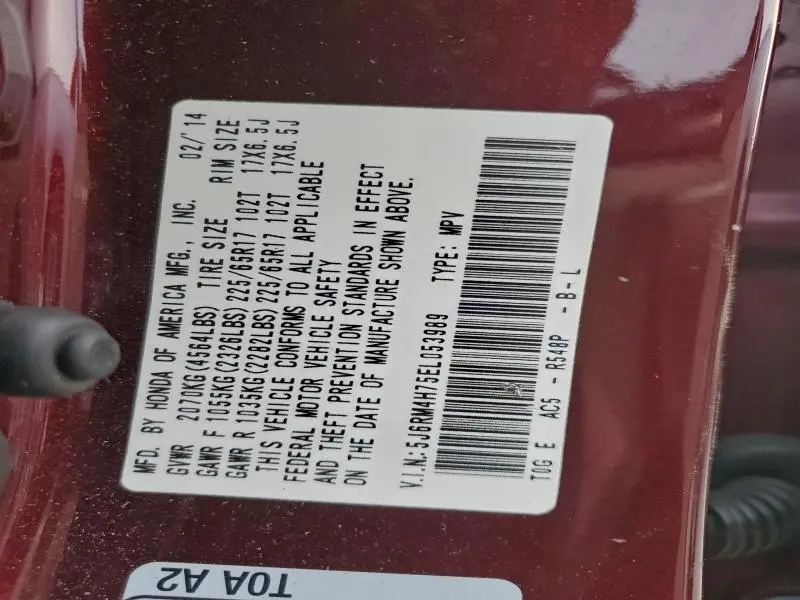 MFD. BY HONDA OF AMERICA MFG., INC. 02/'14
GVWR 2070KG(4564LBS) TIRE SIZE RIM SIZE
GAWR F 1055KG(2326LBS) 225/65R17 102T 17X6.5J
GAWR R 1035KG(2282LBS) 225/65R17 102T 17X6.5J
THIS VEHICLE CONFORMS TO ALL APPLICABLE
FEDERAL MOTOR VEHICLE SAFETY
AND THEFT PREVENTION STANDARDS IN EFFECT
ON THE DATE OF MANUFACTURE SHOWN ABOVE.
V.I.N.:5J6RM4H75EL053989 TYPE: MPV
T0G E AC5 - R548P - B - L
T0A A2